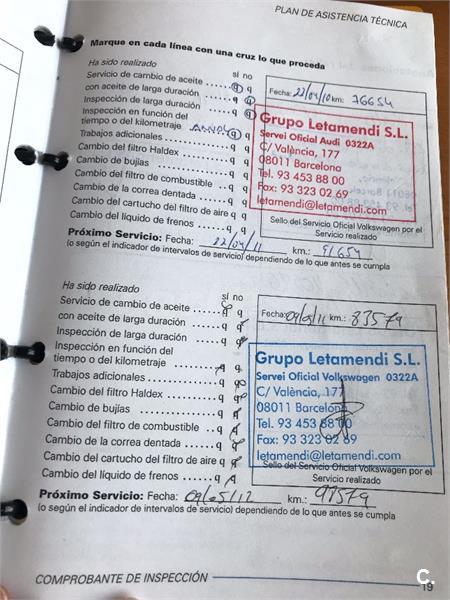 PLAN DE ASISTENCIA TÉCNICA
Marque en cada línea con una cruz lo que proceda
Ha sido realizado sí no
Servicio de cambio de aceite ..... q q
con aceite de larga duración ..... q q
Inspección de larga duración ..... q q
Inspección en función del
tiempo o del kilometraje q q
Trabajos adicionales ..... q q
Cambio del filtro Haldex ..... q q
Cambio de bujías ..... q q
Cambio del filtro de combustible .. q q
Cambio de la correa dentada ..... q q
Cambio del cartucho del filtro de aire q q
Cambio del líquido de frenos ..... q q
Fecha: 22/04/10 km.: 76654
Grupo Letamendi S.L.
Servei Oficial Audi 0322A
C/ València, 177
08011 Barcelona
Tel. 93 453 88 00
Fax: 93 323 02 69
letamendi@letamendi.com
Sello del Servicio Oficial Volkswagen por el
Servicio realizado
Próximo Servicio: Fecha: 22/04/11 km.: 91654
(o según el indicador de intervalos de servicio) dependiendo de lo que antes se cumpla
Ha sido realizado sí no
Servicio de cambio de aceite ..... q
con aceite de larga duración ..... q
Inspección de larga duración ..... q
Inspección en función del
tiempo o del kilometraje q
Trabajos adicionales ..... q
Cambio del filtro Haldex ..... q
Cambio de bujías ..... q
Cambio del filtro de combustible .. q
Cambio de la correa dentada ..... q
Cambio del cartucho del filtro de aire q
Cambio del líquido de frenos ..... q
Fecha: 09/05/11 km.: 83579
Grupo Letamendi S.L.
Servei Oficial Volkswagen 0322A
C/ València, 177
08011 Barcelona
Tel. 93 453 88 00
Fax: 93 323 02 69
letamendi@letamendi.com
Sello del Servicio Oficial Volkswagen por el
Servicio realizado
Próximo Servicio: Fecha: 09/05/12 km.: 98579
(o según el indicador de intervalos de servicio) dependiendo de lo que antes se cumpla
COMPROBANTE DE INSPECCIÓN
19
C.